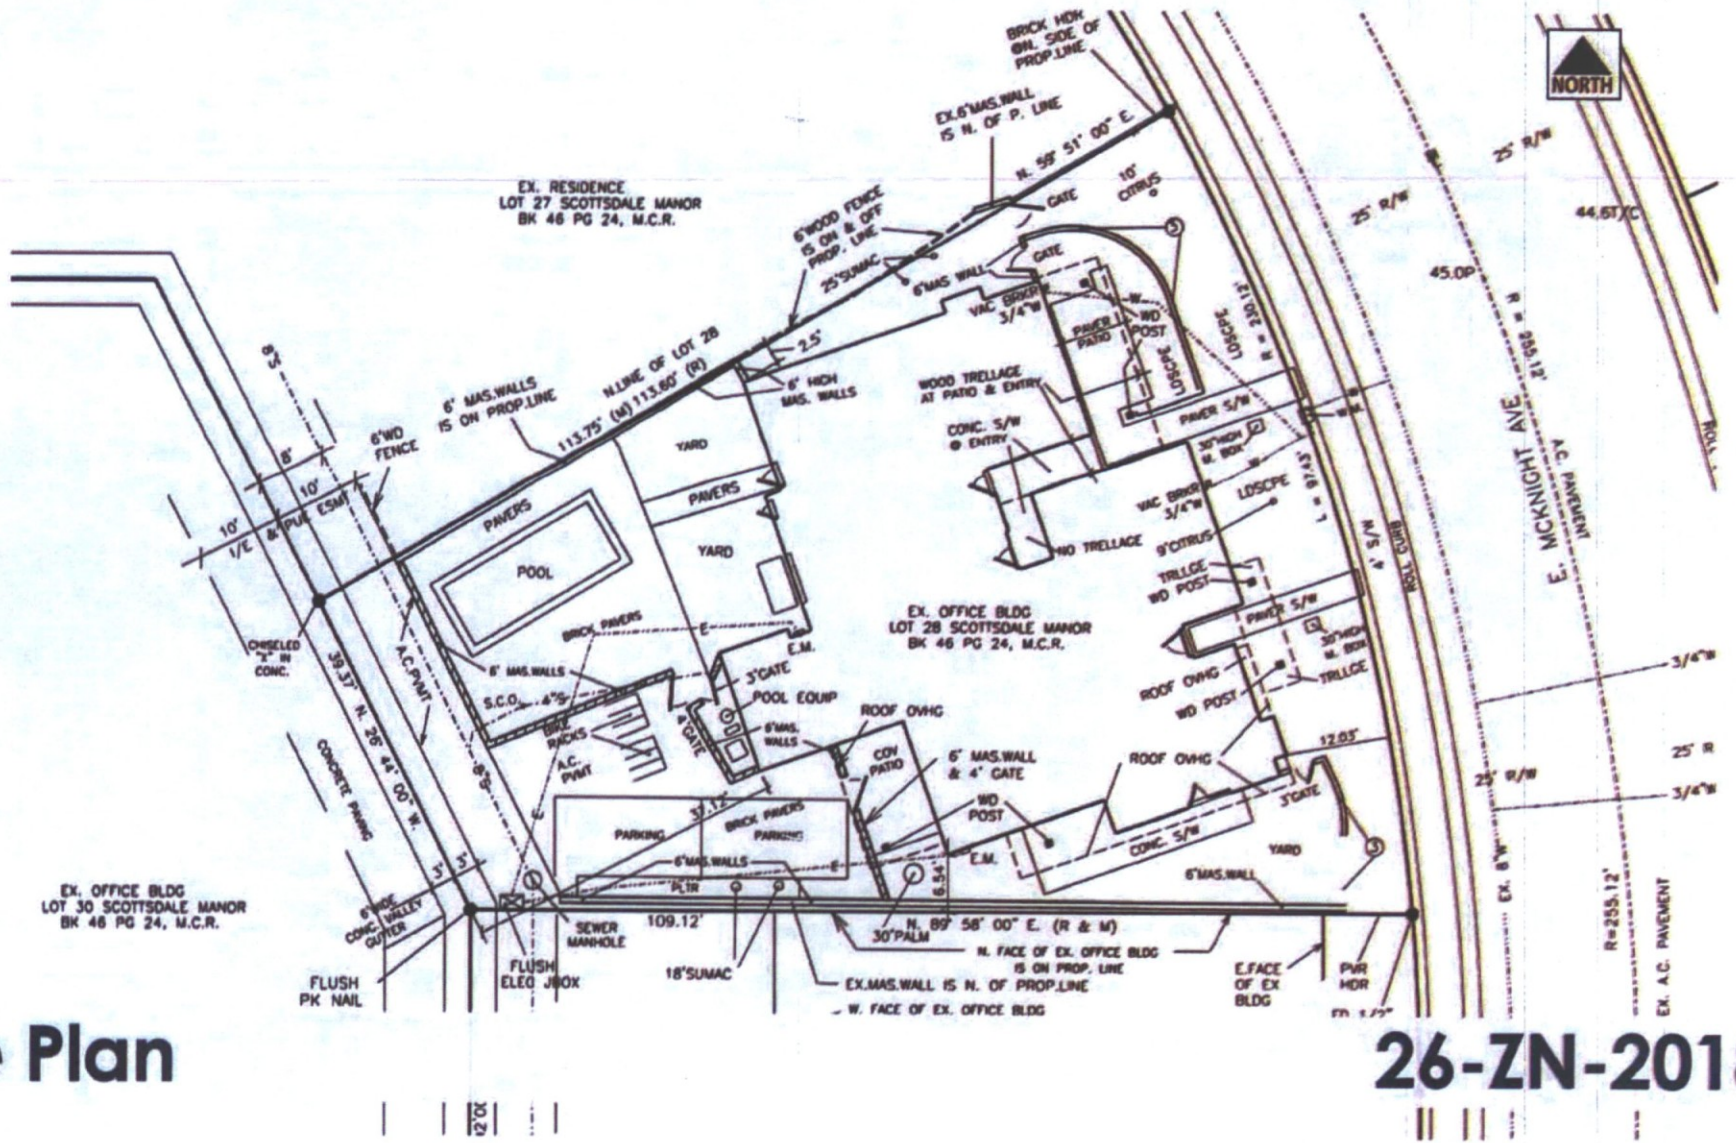 BRICK HDR
@N. SIDE OF
PROP.LINE
NORTH
EX.6'MAS.WALL
IS N. OF P. LINE
N. 59° 51' 00" E.
25' R/W
EX. RESIDENCE
LOT 27 SCOTTSDALE MANOR
BK 46 PG 24, M.C.R.
10'
CITRUS
GATE
25' R/W
44.6T/C
6'WOOD FENCE
IS ON & OFF
PROP. LINE
25'SUMAC
6'MAS WALL
GATE
45.0P
VAC BRKR
3/4"W
W
WD
POST
PAVER
PATIO
LDSCPE
LDSCPE
R = 230.12'
2.5'
N.LINE OF LOT 28
113.75' (M) 113.60' (R)
6' MAS.WALLS
IS ON PROP.LINE
6' HIGH
MAS. WALLS
WOOD TRELLAGE
AT PATIO & ENTRY
PAVER S/W
W.M.
CONC. S/W
@ ENTRY
30"HIGH
M. BOX
8"S
6'WD
FENCE
8'
10'
10'
1/E & PUE ESMT
YARD
PAVERS
PAVERS
YARD
POOL
VAC BRKR
3/4"W
W
LDSCPE
L = 97.43'
4' S/W
ROLL CURB
E. MCKNIGHT AVE
A.C. PAVEMENT
NO TRELLAGE
9'CITRUS
TRLLGE
WD POST
PAVER S/W
30"HIGH
M. BOX
TRLLGE
EX. OFFICE BLDG
LOT 28 SCOTTSDALE MANOR
BK 46 PG 24, M.C.R.
BRICK PAVERS
E
E.M.
CHISELED
"X" IN
CONC.
A.C.PVMT
39.37' N. 26° 44' 00" W.
6' MAS.WALLS
S.C.O.
4"S
3'GATE
POOL EQUIP
4'GATE
6'MAS.
WALLS
BIKE
RACKS
A.C.
PVMT
ROOF OVHG
ROOF OVHG
WD POST
3/4"W
COV
PATIO
6' MAS.WALL
& 4' GATE
ROOF OVHG
12.03'
25' R/W
25' R
3/4"W
CONCRETE PAVING
8"S
E
37.12'
WD
POST
3'GATE
PARKING
BRICK PAVERS
PARKING
CONC. S/W
YARD
6'MAS.WALLS
E
E.M.
PLTR
6.54'
6'MAS.WALL
3'
3'
EX. 8"W
R=255.12'
EX. A.C. PAVEMENT
EX. OFFICE BLDG
LOT 30 SCOTTSDALE MANOR
BK 46 PG 24, M.C.R.
6'WIDE
CONC. VALLEY
GUTTER
109.12'
N. 89° 58' 00" E. (R & M)
30'PALM
SEWER
MANHOLE
FLUSH
ELEC JBOX
FLUSH
PK NAIL
18'SUMAC
N. FACE OF EX. OFFICE BLDG
IS ON PROP. LINE
EX.MAS.WALL IS N. OF PROP.LINE
W. FACE OF EX. OFFICE BLDG
E.FACE
OF EX
BLDG
PVR
HDR
Plan
26-ZN-201